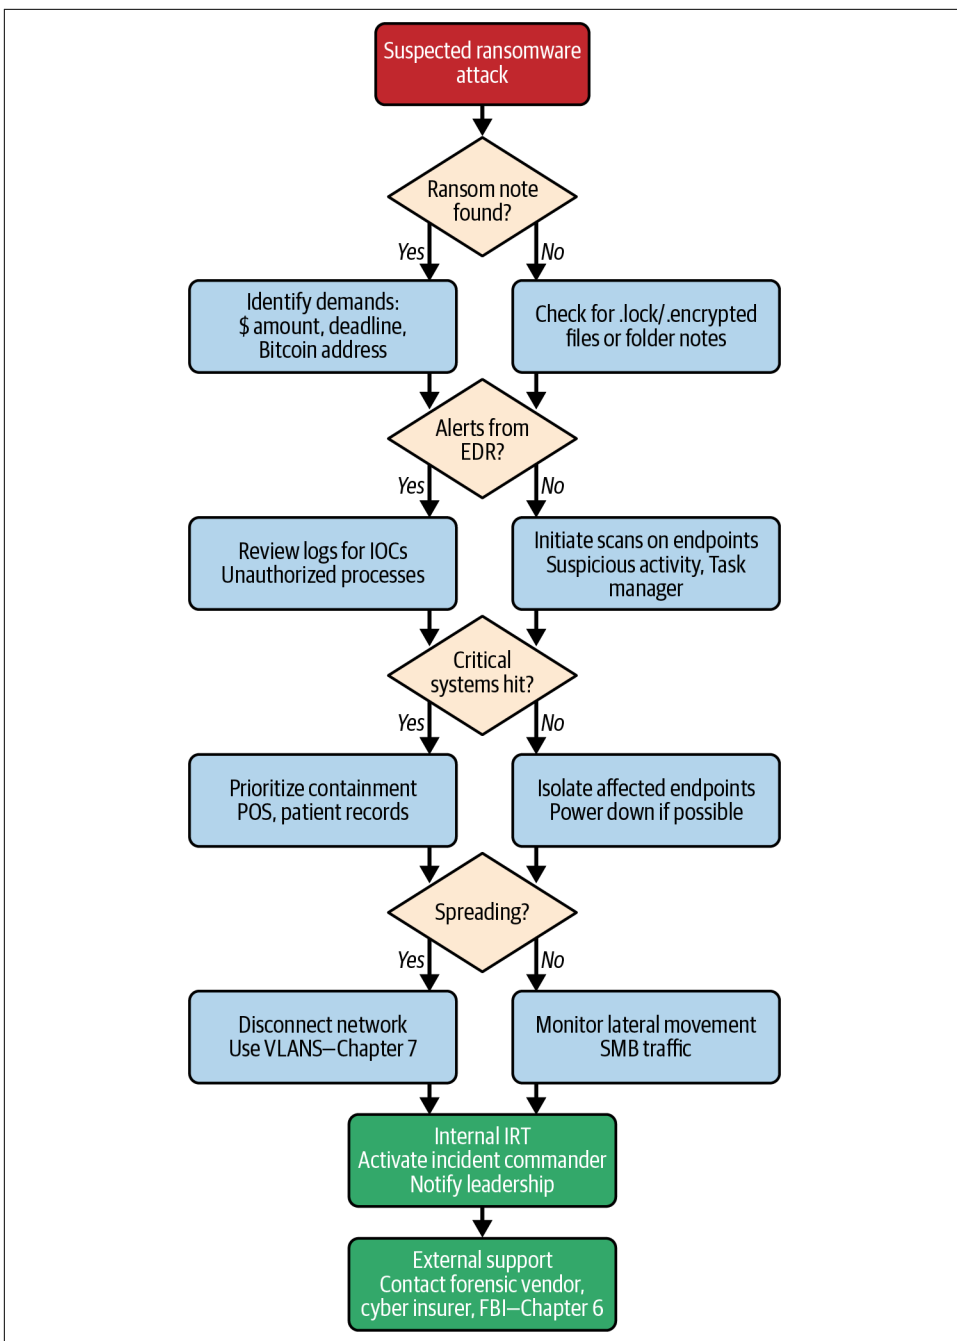 Suspected ransomware
attack
Ransom note
found?
Yes
No
Identify demands:
$ amount, deadline,
Bitcoin address
Check for .lock/.encrypted
files or folder notes
Alerts from
EDR?
Yes
No
Review logs for IOCs
Unauthorized processes
Initiate scans on endpoints
Suspicious activity, Task
manager
Critical
systems hit?
Yes
No
Prioritize containment
POS, patient records
Isolate affected endpoints
Power down if possible
Spreading?
Yes
No
Disconnect network
Use VLANS—Chapter 7
Monitor lateral movement
SMB traffic
Internal IRT
Activate incident commander
Notify leadership
External support
Contact forensic vendor,
cyber insurer, FBI—Chapter 6